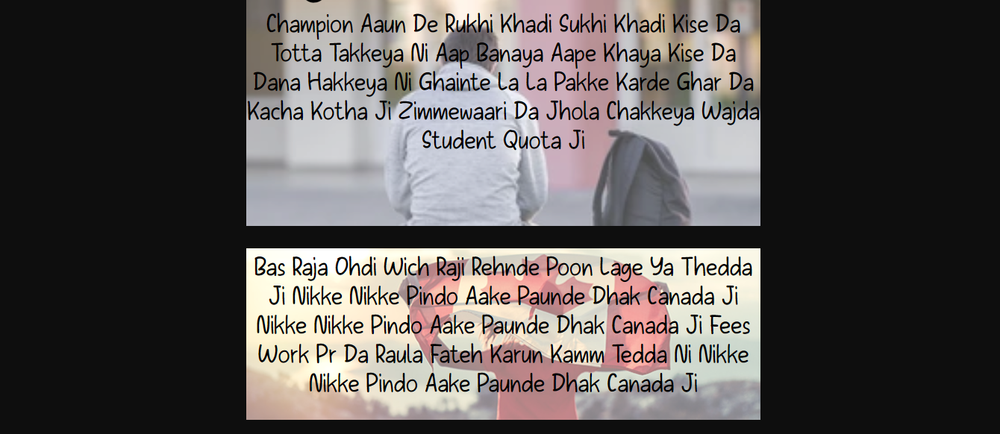 Champion Aaun De Rukhi Khadi Sukhi Khadi Kise Da
Totta Takkeya Ni Aap Banaya Aape Khaya Kise Da
Dana Hakkeya Ni Ghainte La La Pakke Karde Ghar Da
Kacha Kotha Ji Zimmewaari Da Jhola Chakkeya Wajda
Student Quota Ji
Bas Raja Ohdi Wich Raji Rehnde Poon Lage Ya Thedda
Ji Nikke Nikke Pindo Aake Paunde Dhak Canada Ji
Nikke Nikke Pindo Aake Paunde Dhak Canada Ji Fees
Work Pr Da Raula Fateh Karun Kamm Tedda Ni Nikke
Nikke Pindo Aake Paunde Dhak Canada Ji